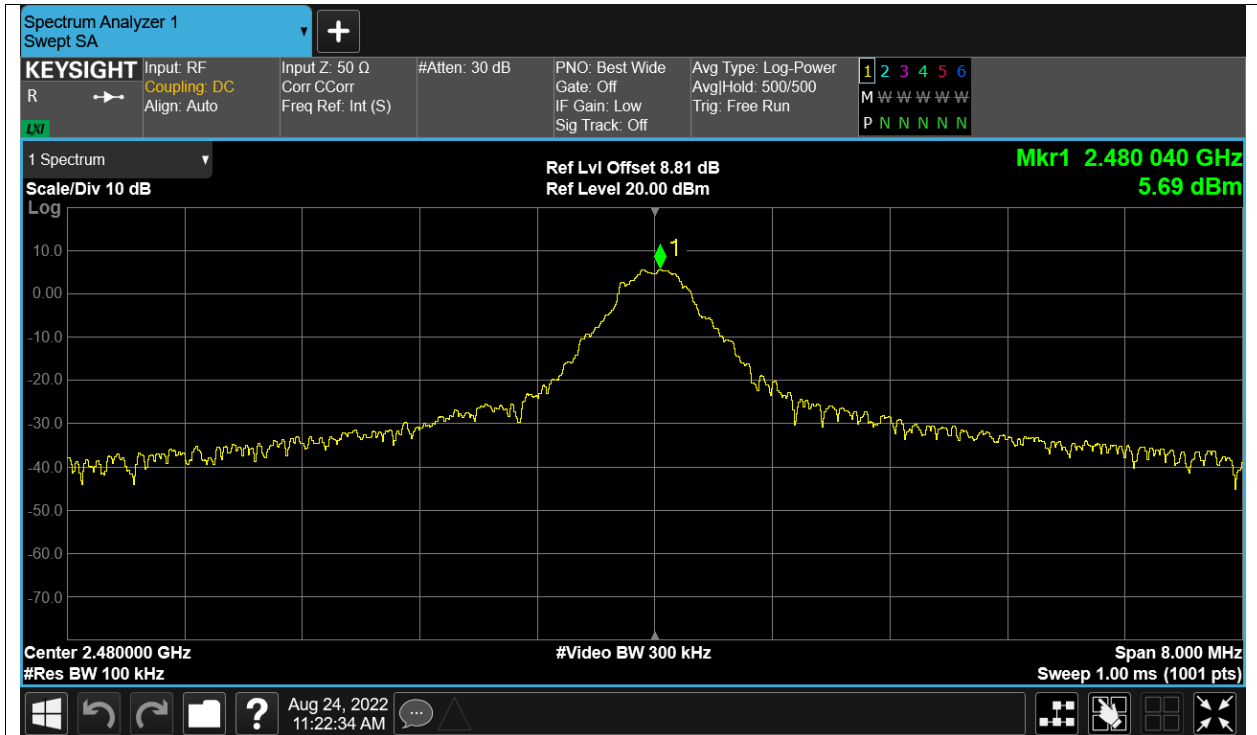 Spectrum Analyzer 1
Swept SA
+
KEYSIGHT
R
LXI
Input: RF
Coupling: DC
Align: Auto
Input Z: 50 Ω
Corr CCorr
Freq Ref: Int (S)
#Atten: 30 dB
PNO: Best Wide
Gate: Off
IF Gain: Low
Sig Track: Off
Avg Type: Log-Power
Avg|Hold: 500/500
Trig: Free Run
1 2 3 4 5 6
M W W W W W
P N N N N N N
1 Spectrum
Scale/Div 10 dB
Log
Ref Lvl Offset 8.81 dB
Ref Level 20.00 dBm
Mkr1 2.480 040 GHz
5.69 dBm
1
10.0
0.00
-10.0
-20.0
-30.0
-40.0
-50.0
-60.0
-70.0
Center 2.480000 GHz
#Res BW 100 kHz
#Video BW 300 kHz
Span 8.000 MHz
Sweep 1.00 ms (1001 pts)
?
Aug 24, 2022
11:22:34 AM